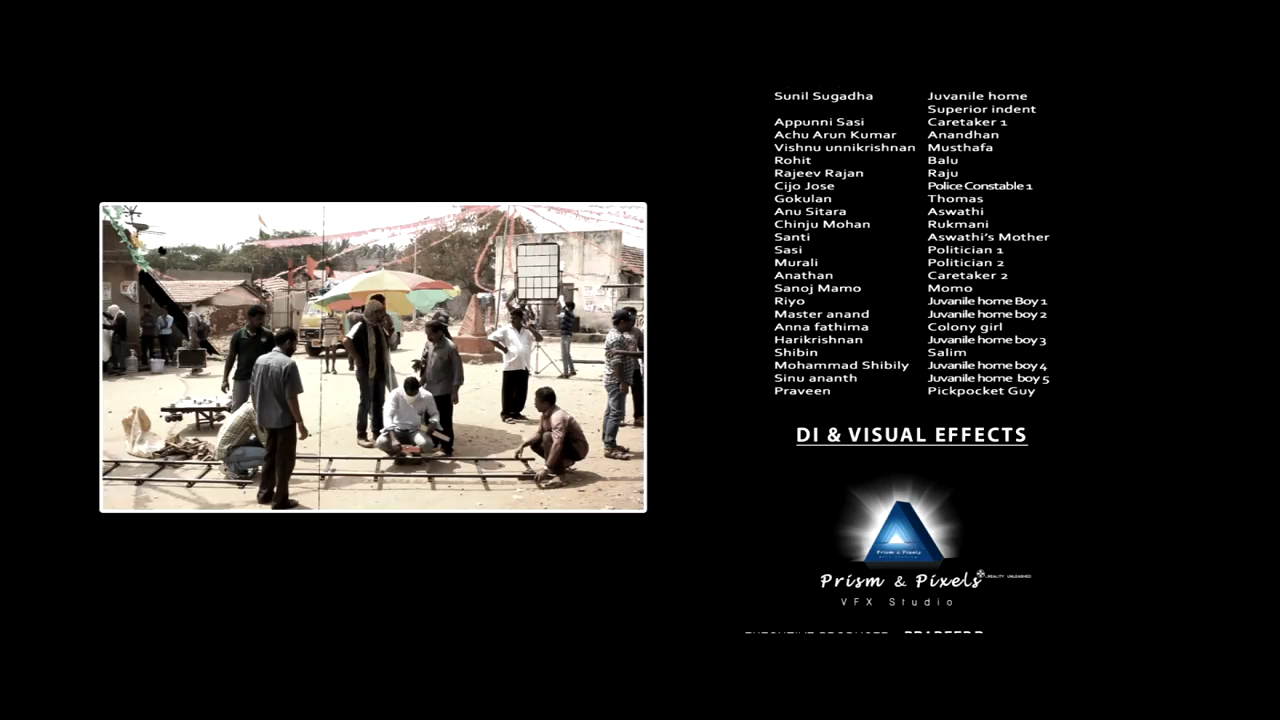 Sunil Sugadha Juvanile home
Superior indent
Appunni Sasi Caretaker 1
Achu Arun Kumar Anandhan
Vishnu unnikrishnan Musthafa
Rohit Balu
Rajeev Rajan Raju
Cijo Jose Police Constable 1
Gokulan Thomas
Anu Sitara Aswathi
Chinju Mohan Rukmani
Santi Aswathi's Mother
Sasi Politician 1
Murali Politician 2
Anathan Caretaker 2
Sanoj Mamo Momo
Riyo Juvanile home Boy 1
Master anand Juvanile home boy 2
Anna fathima Colony girl
Harikrishnan Juvanile home boy 3
Shibin Salim
Mohammad Shibily Juvanile home boy 4
Sinu ananth Juvanile home boy 5
Praveen Pickpocket Guy
DI & VISUAL EFFECTS
Prism & Pixels
Prism & Pixels REALITY UNLEASHED
VFX Studio